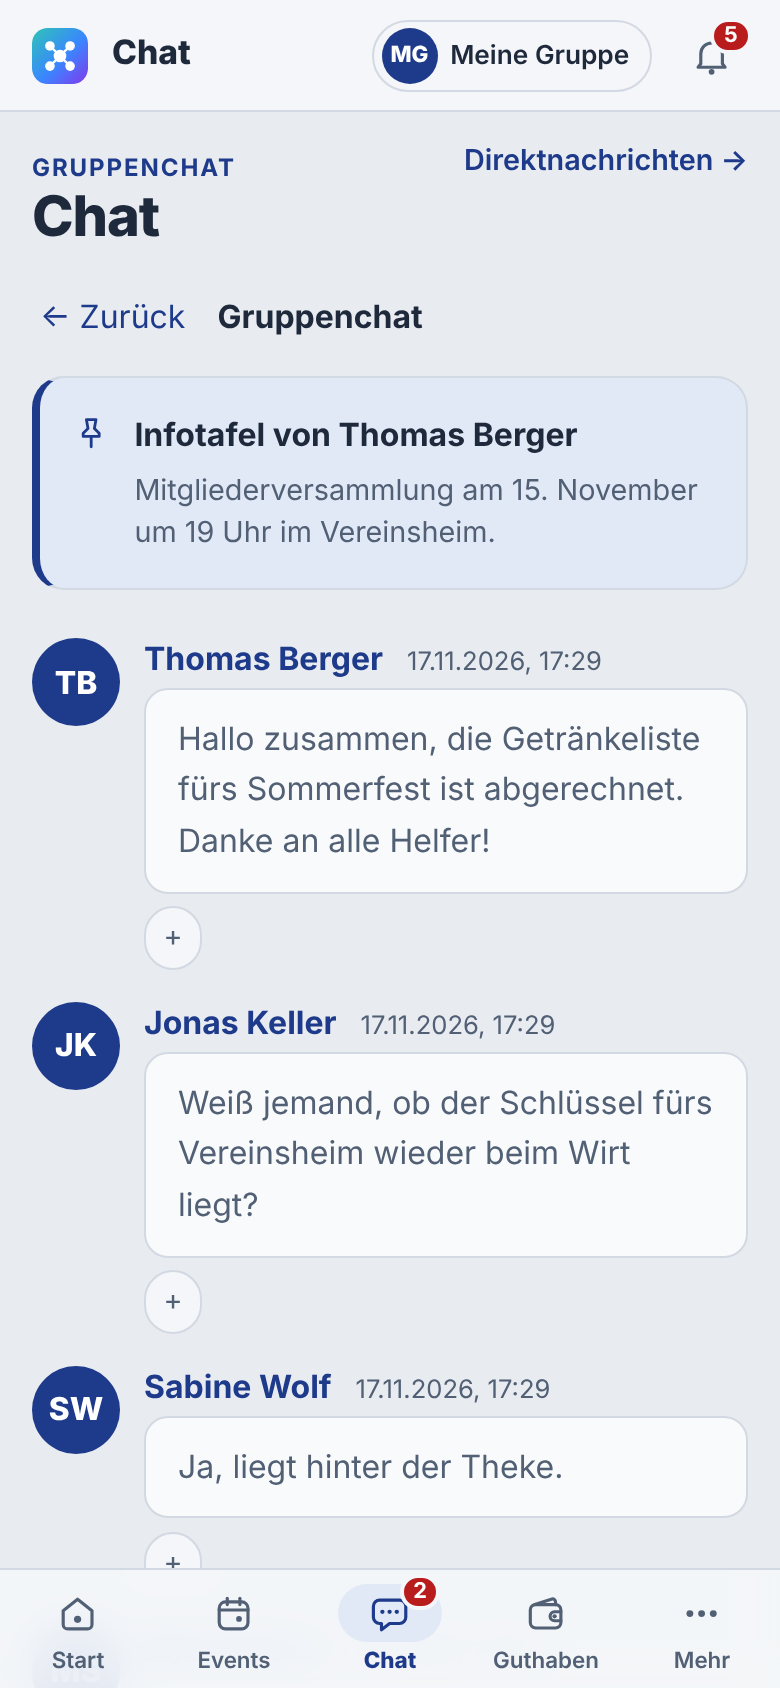 Chat
MG Meine Gruppe
5
GRUPPENCHAT
Direktnachrichten →
Chat
← Zurück Gruppenchat
Infotafel von Thomas Berger
Mitgliederversammlung am 15. November
um 19 Uhr im Vereinsheim.
TB
Thomas Berger 17.11.2026, 17:29
Hallo zusammen, die Getränkeliste
fürs Sommerfest ist abgerechnet.
Danke an alle Helfer!
+
JK
Jonas Keller 17.11.2026, 17:29
Weiß jemand, ob der Schlüssel fürs
Vereinsheim wieder beim Wirt
liegt?
+
SW
Sabine Wolf 17.11.2026, 17:29
Ja, liegt hinter der Theke.
+
2
Start Events Chat Guthaben Mehr